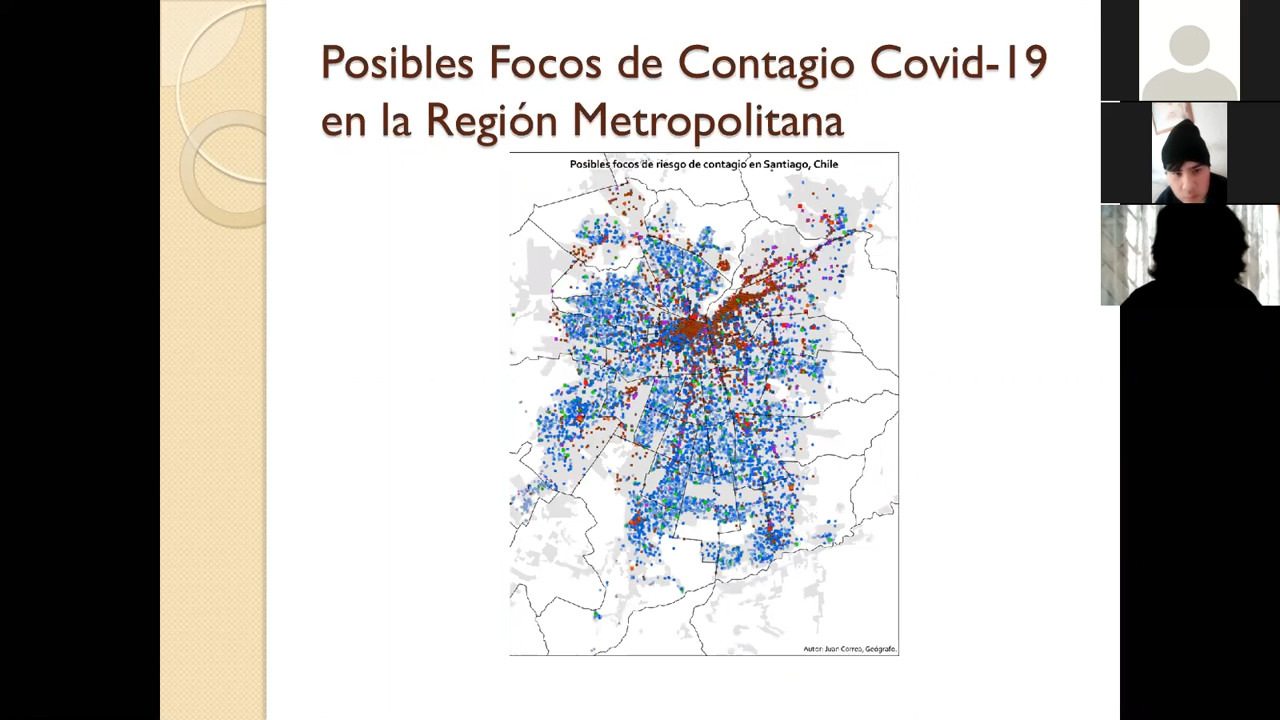 Posibles Focos de Contagio Covid-19
en la Región Metropolitana
Posibles focos de riesgo de contagio en Santiago, Chile
Autor: Juan Correa, Geógrafo.